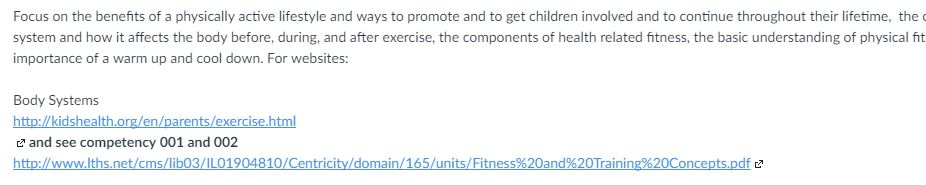 Focus on the benefits of a physically active lifestyle and ways to promote and to get children involved and to continue throughout their lifetime, the
system and how it affects the body before, during, and after exercise, the components of health related fitness, the basic understanding of physical fit
importance of a warm up and cool down. For websites:
Body Systems
http://kidshealth.org/en/parents/exercise.html
and see competency 001 and 002
http://www.lths.net/cms/lib03/IL01904810/Centricity/domain/165/units/Fitness%20and%20Training%20Concepts.pdf